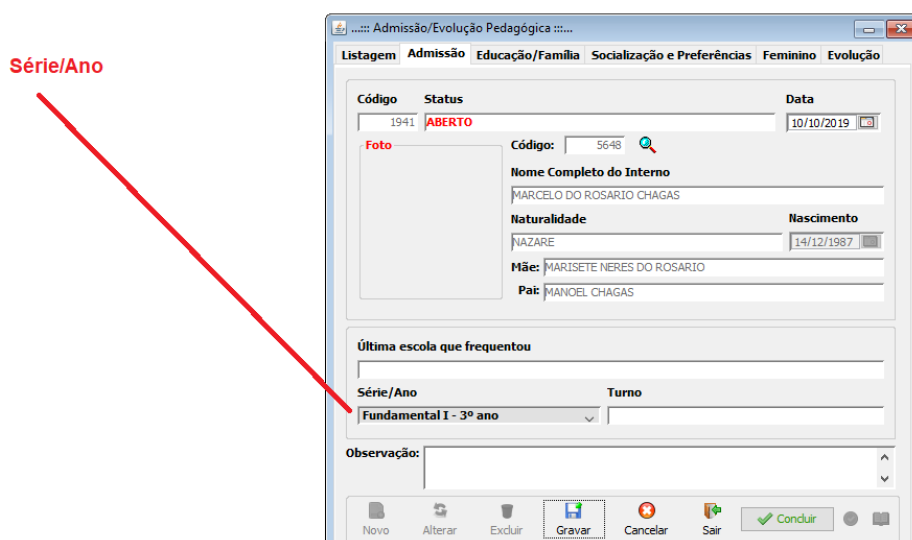 ...::: Admissão/Evolução Pedagógica :::...
Listagem Admissão Educação/Família Socialização e Preferências Feminino Evolução
Série/Ano
Código Status Data
1941 ABERTO 10/10/2019
Foto Código: 5648
Nome Completo do Interno
MARCELO DO ROSARIO CHAGAS
Naturalidade Nascimento
NAZARE 14/12/1987
Mãe: MARISETE NERES DO ROSARIO
Pai: MANOEL CHAGAS
Última escola que frequentou
Série/Ano Turno
Fundamental I - 3º ano
Observação:
Novo Alterar Excluir Gravar Cancelar Sair Concluir